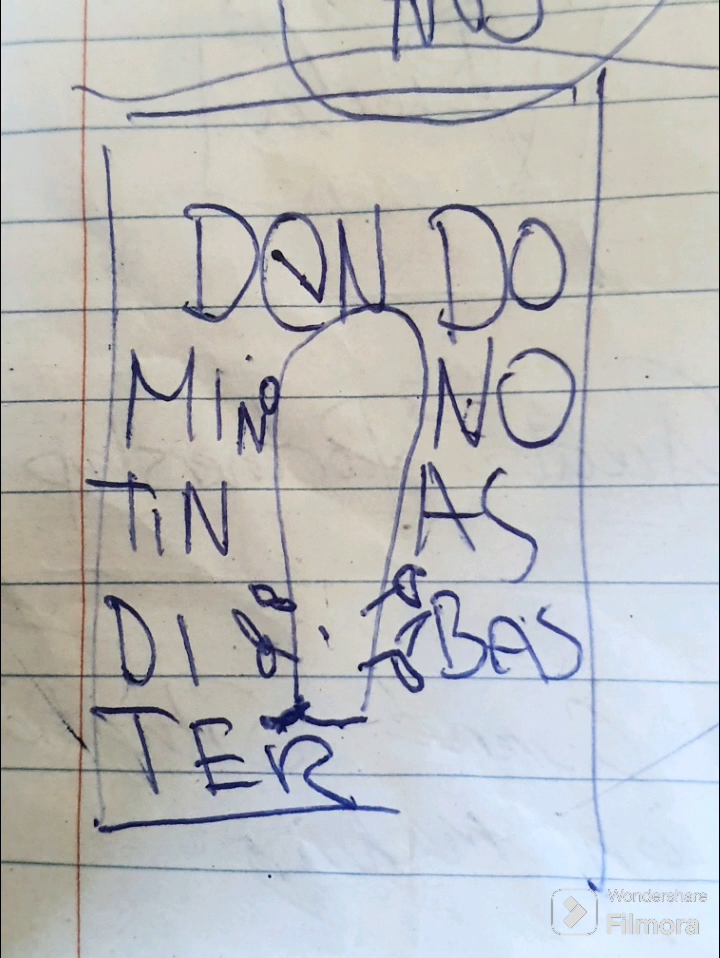 DON DO
MIN NO
TiN AS
DI BAS
TER
Wondershare
Filmora